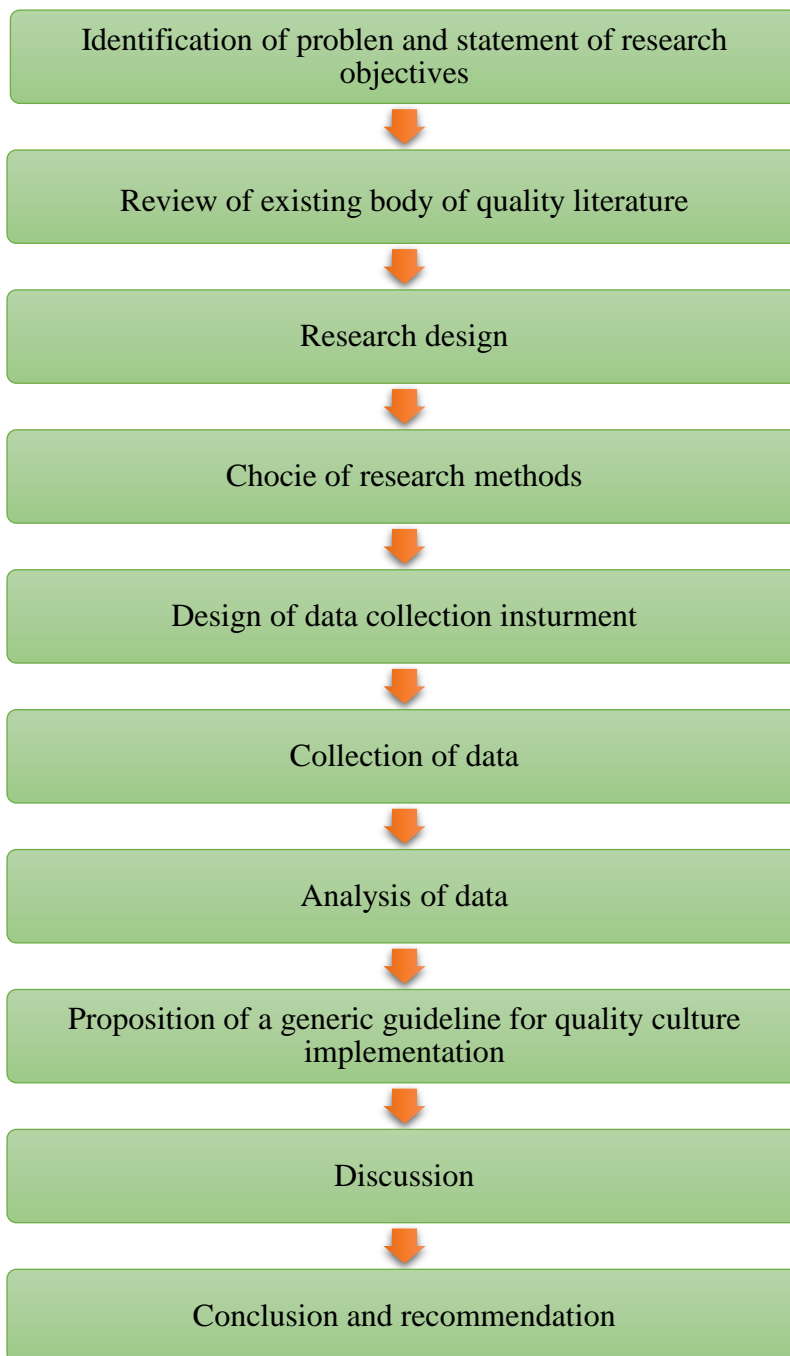 Identification of problen and statement of research
objectives
Review of existing body of quality literature
Research design
Chocie of research methods
Design of data collection insturment
Collection of data
Analysis of data
Proposition of a generic guideline for quality culture
implementation
Discussion
Conclusion and recommendation